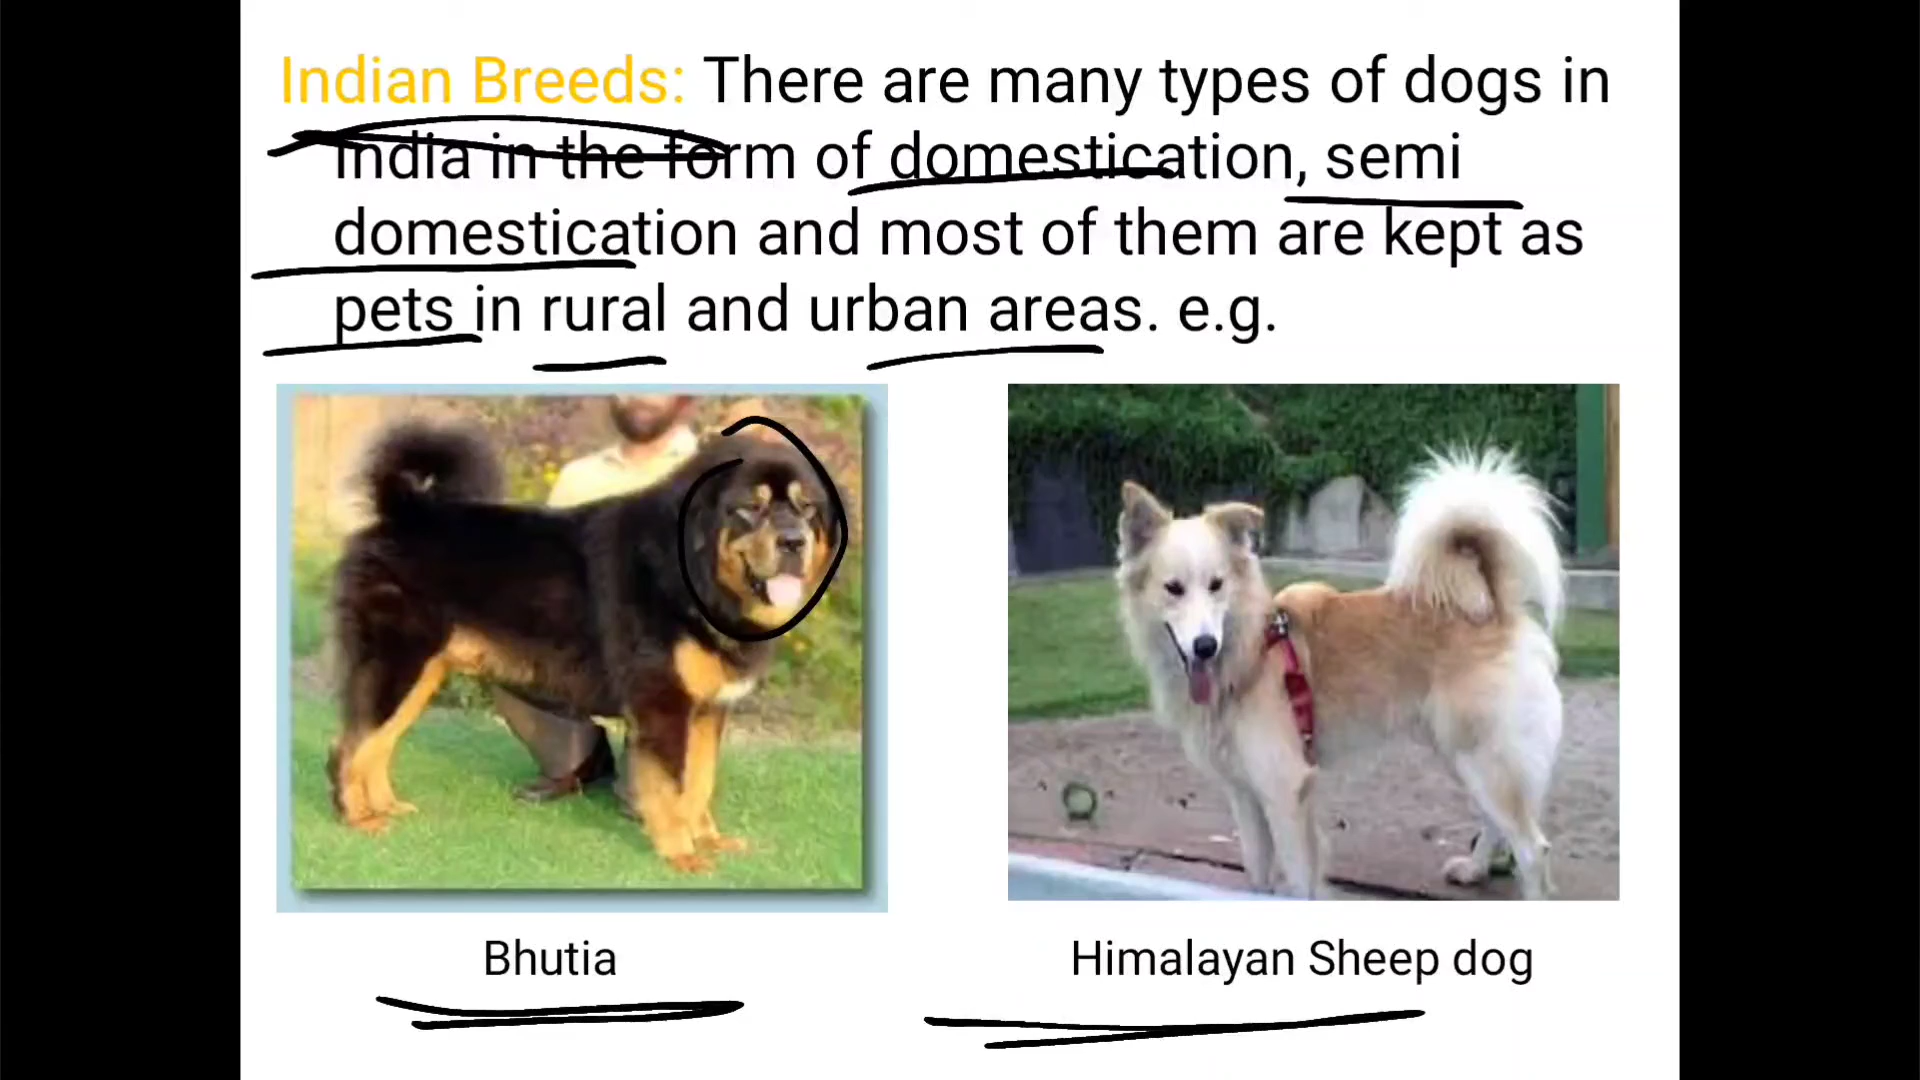 Indian Breeds: There are many types of dogs in
India in the form of domestication, semi
domestication and most of them are kept as
pets in rural and urban areas. e.g.
Bhutia
Himalayan Sheep dog